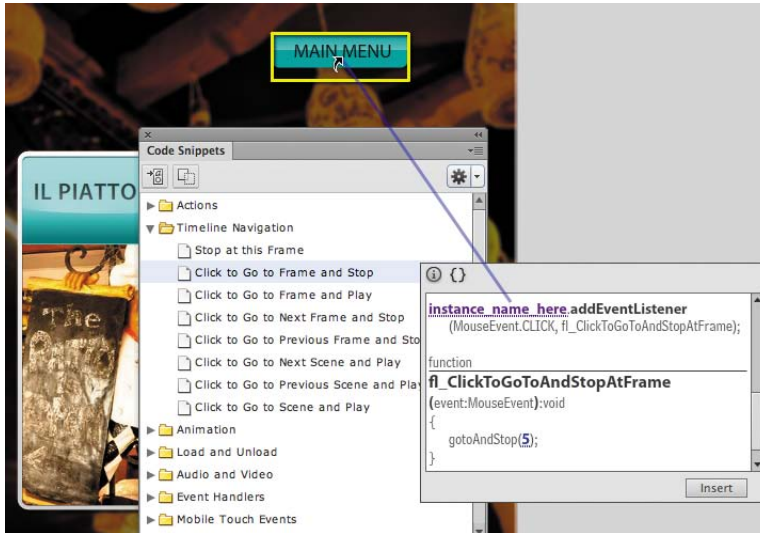 MAIN MENU
Code Snippets
IL PIATTO
Actions
Timeline Navigation
Stop at this Frame
Click to Go to Frame and Stop
Click to Go to Frame and Play
Click to Go to Next Frame and Stop
Click to Go to Previous Frame and Sto
Click to Go to Next Scene and Play
Click to Go to Previous Scene and Play
Click to Go to Scene and Play
Animation
Load and Unload
Audio and Video
Event Handlers
Mobile Touch Events
{}
instance_name_here.addEventListener
(MouseEvent.CLICK, fl_ClickToGoToAndStopAtFrame);
function
fl_ClickToGoToAndStopAtFrame
(event:MouseEvent):void
{
gotoAndStop(5);
}
Insert
The